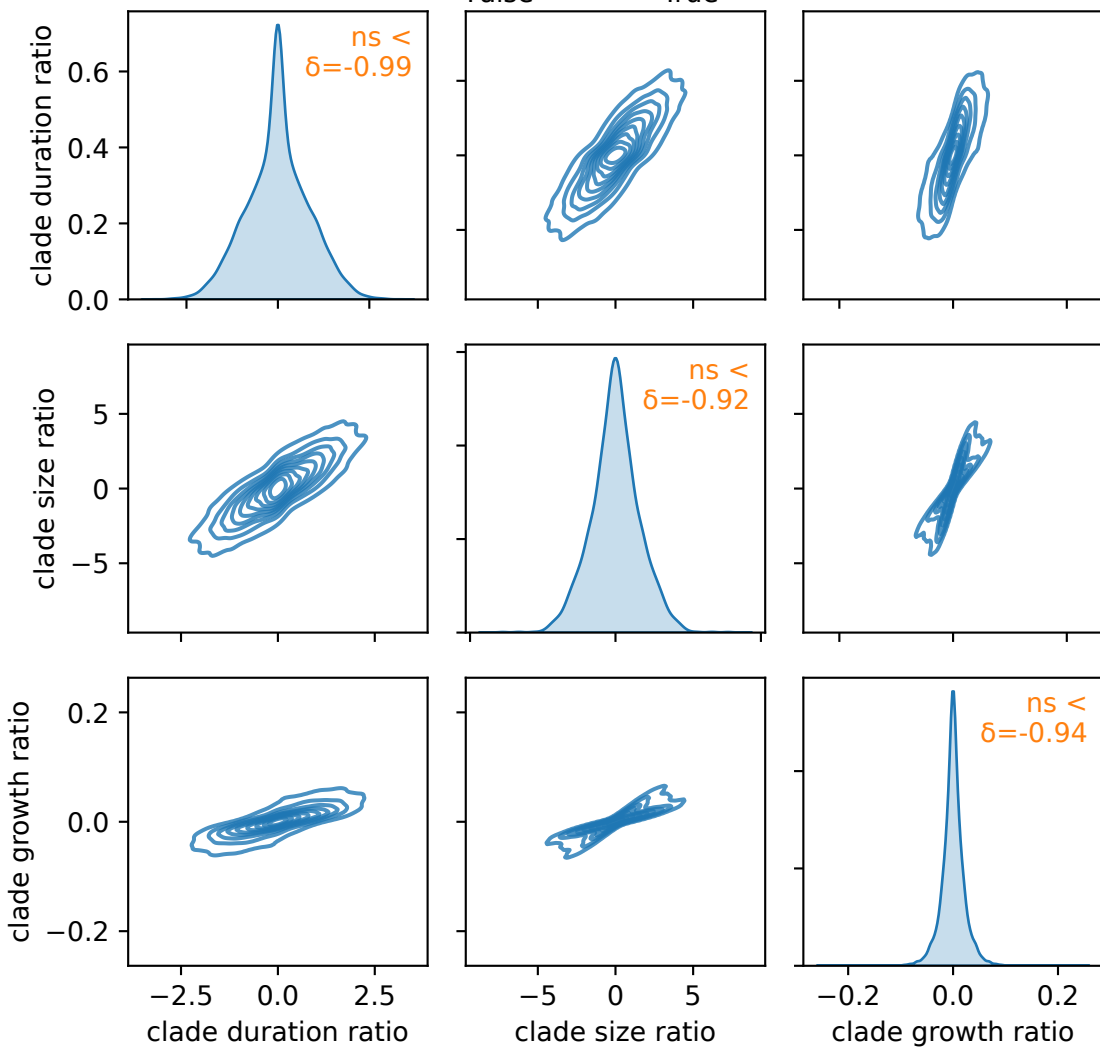 clade duration ratio
0.6
0.4
0.2
0.0
ns <
δ=-0.99
clade size ratio
5
0
−5
ns <
δ=-0.92
clade growth ratio
0.2
0.0
−0.2
ns <
δ=-0.94
−2.5 0.0 2.5
−5 0 5
−0.2 0.0 0.2
clade duration ratio
clade size ratio
clade growth ratio